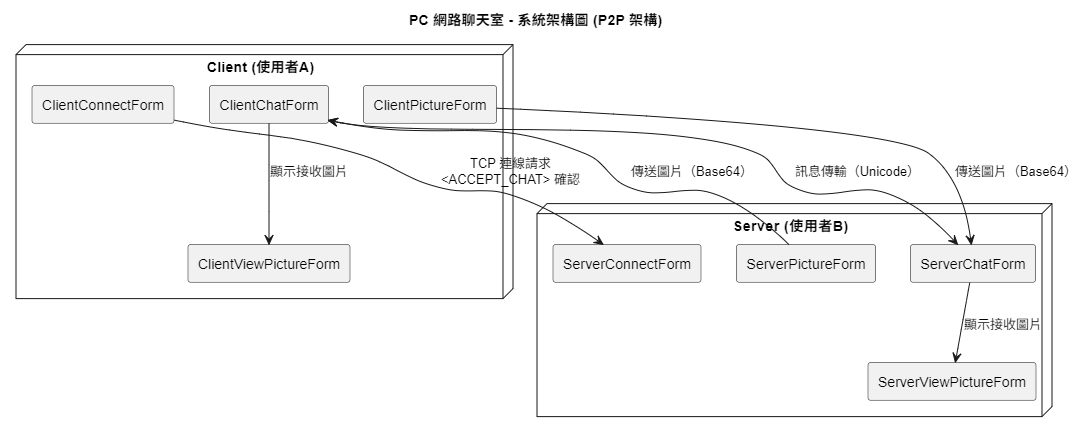 PC 網路聊天室 - 系統架構圖 (P2P 架構)
Client (使用者A)
ClientConnectForm
ClientChatForm
ClientPictureForm
TCP 連線請求
<ACCEPT_CHAT> 確認
顯示接收圖片
傳送圖片（Base64）
訊息傳輸（Unicode）
傳送圖片（Base64）
ClientViewPictureForm
Server (使用者B)
ServerConnectForm
ServerPictureForm
ServerChatForm
顯示接收圖片
ServerViewPictureForm